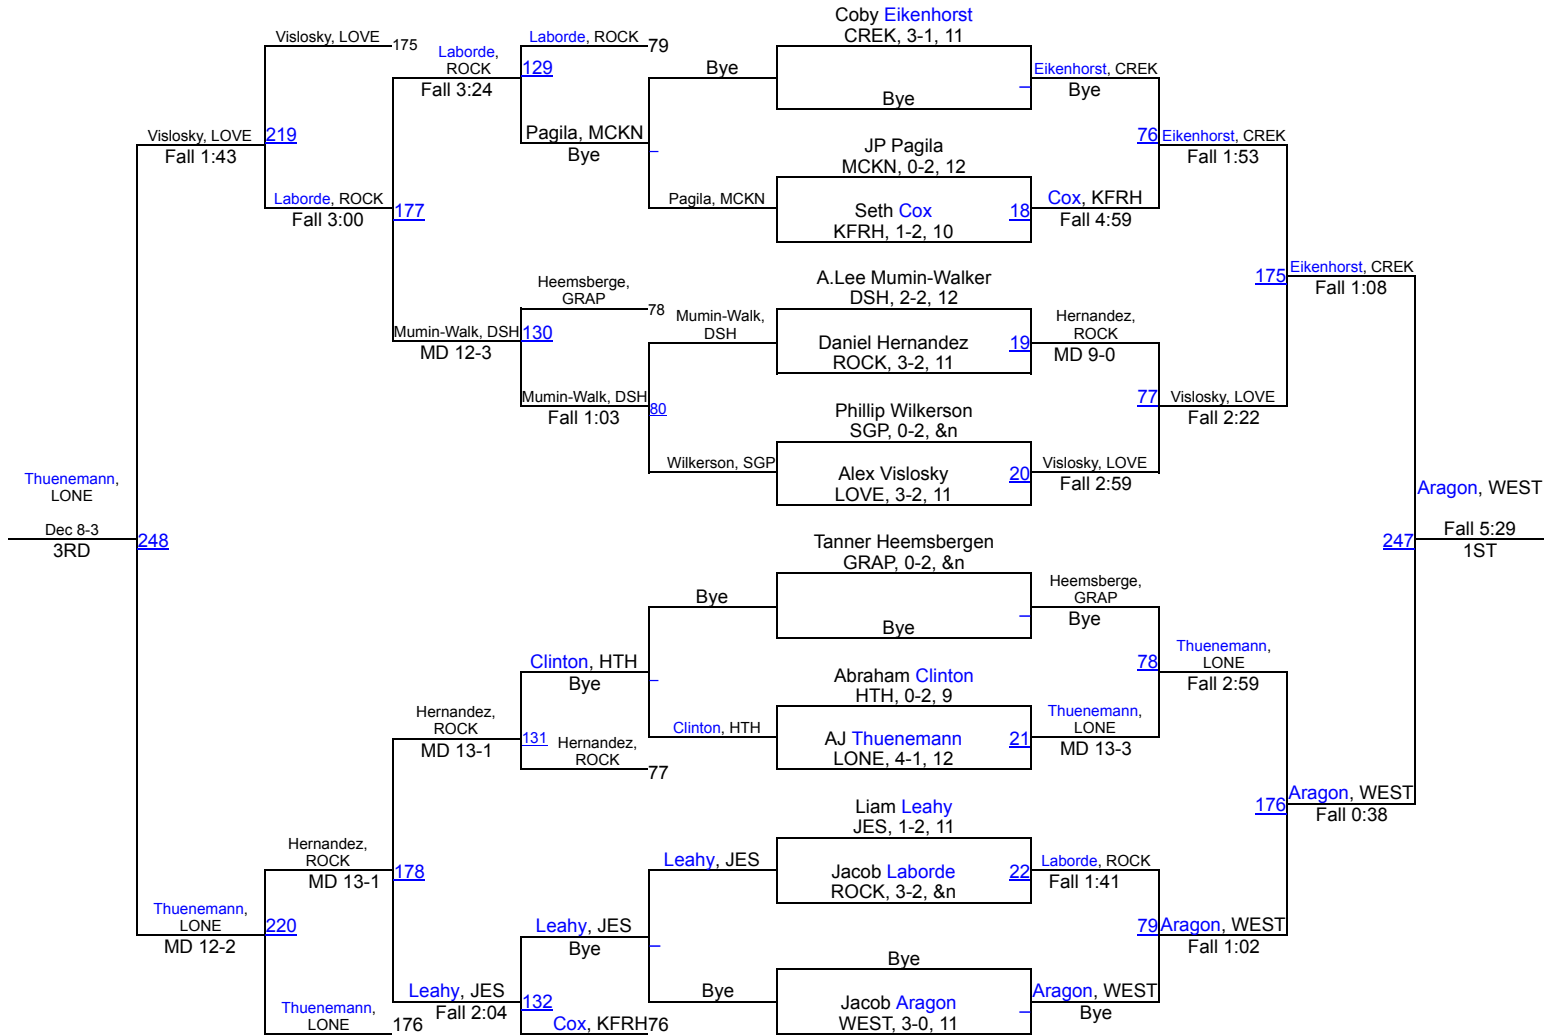 Coby Eikenhorst
CREK, 3-1, 11
Bye
Eikenhorst, CREK
Bye
JP Pagila
MCKN, 0-2, 12
Seth Cox
KFRH, 1-2, 10
18
Cox, KFRH
Fall 4:59
76
Eikenhorst, CREK
Fall 1:53
A.Lee Mumin-Walker
DSH, 2-2, 12
Daniel Hernandez
ROCK, 3-2, 11
19
Hernandez,
ROCK
MD 9-0
Phillip Wilkerson
SGP, 0-2, &n
Alex Vislosky
LOVE, 3-2, 11
20
Vislosky, LOVE
Fall 2:59
77
Vislosky, LOVE
Fall 2:22
175
Eikenhorst, CREK
Fall 1:08
Tanner Heemsbergen
GRAP, 0-2, &n
Bye
Heemsberge,
GRAP
Bye
Abraham Clinton
HTH, 0-2, 9
AJ Thuenemann
LONE, 4-1, 12
21
Thuenemann,
LONE
MD 13-3
78
Thuenemann,
LONE
Fall 2:59
Liam Leahy
JES, 1-2, 11
Jacob Laborde
ROCK, 3-2, &n
22
Laborde, ROCK
Fall 1:41
Bye
Jacob Aragon
WEST, 3-0, 11
Aragon, WEST
Bye
79
Aragon, WEST
Fall 1:02
176
Aragon, WEST
Fall 0:38
247
Aragon, WEST
Fall 5:29
1ST
Bye
Pagila, MCKN
Laborde, ROCK
79
Pagila, MCKN
Bye
129
Laborde,
ROCK
Fall 3:24
Mumin-Walk,
DSH
Wilkerson, SGP
80
Heemsberge,
GRAP
78
Mumin-Walk, DSH
Fall 1:03
130
Mumin-Walk, DSH
MD 12-3
177
Vislosky, LOVE
175
Laborde, ROCK
Fall 3:00
219
Vislosky, LOVE
Fall 1:43
Bye
Clinton, HTH
Clinton, HTH
Bye
131
Hernandez,
ROCK
77
Hernandez,
ROCK
MD 13-1
Leahy, JES
Bye
Leahy, JES
Bye
132
Cox, KFRH
76
Leahy, JES
Fall 2:04
178
Hernandez,
ROCK
MD 13-1
Thuenemann,
LONE
176
220
Thuenemann,
LONE
MD 12-2
248
Thuenemann,
LONE
Dec 8-3
3RD